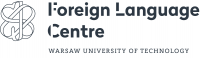 Foreign Language
Centre
WARSAW UNIVERSITY OF TECHNOLOGY